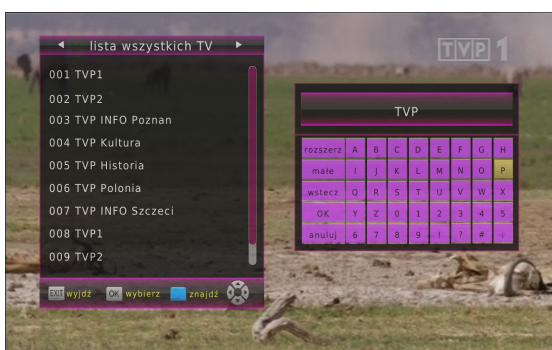 lista wszystkich TV
TVP 1
001 TVP1
002 TVP2
003 TVP INFO Poznan
004 TVP Kultura
005 TVP Historia
006 TVP Polonia
007 TVP INFO Szczeci
008 TVP1
009 TVP2
EXIT wyjdź OK wybierz znajdź
TVP
rozszerz A B C D E F G H
małe I J K L M N O P
wstecz Q R S T U V W X
OK Y Z 0 1 2 3 4 5
anuluj 6 7 8 9 ! ? #